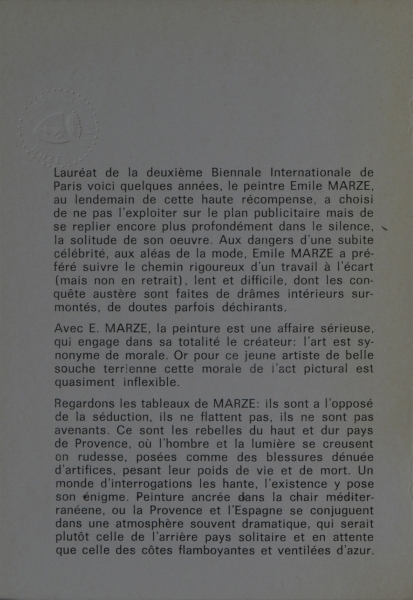 Lauréat de la deuxième Biennale Internationale de
Paris voici quelques années, le peintre Emile MARZE,
au lendemain de cette haute récompense, a choisi
de ne pas l'exploiter sur le plan publicitaire mais de
se replier encore plus profondément dans le silence,
la solitude de son oeuvre. Aux dangers d'une subite
célébrité, aux aléas de la mode, Emile MARZE a pré-
féré suivre le chemin rigoureux d'un travail à l'écart
(mais non en retrait), lent et difficile, dont les con-
quête austère sont faites de drâmes intérieurs sur-
montés, de doutes parfois déchirants.
Avec E. MARZE, la peinture est une affaire sérieuse,
qui engage dans sa totalité le créateur: l'art est sy-
nonyme de morale. Or pour ce jeune artiste de belle
souche terrienne cette morale de l'act pictural est
quasiment inflexible.
Regardons les tableaux de MARZE: ils sont a l'opposé
de la séduction, ils ne flattent pas, ils ne sont pas
avenants. Ce sont les rebelles du haut et dur pays
de Provence, où l'hombre et la lumière se creusent
en rudesse, posées comme des blessures dénuée
d'artifices, pesant leur poids de vie et de mort. Un
monde d'interrogations les hante, l'existence y pose
son énigme. Peinture ancrée dans la chair méditer-
ranéene, ou la Provence et l'Espagne se conjuguent
dans une atmosphère souvent dramatique, qui serait
plutôt celle de l'arrière pays solitaire et en attente
que celle des côtes flamboyantes et ventilées d'azur.